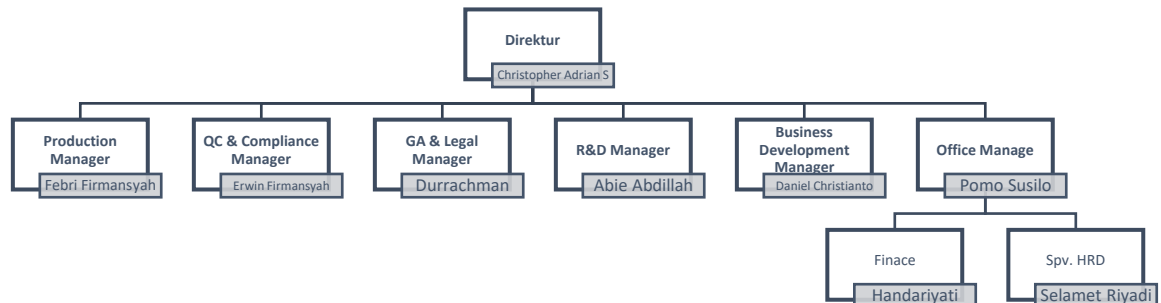 Direktur
Christopher Adrian S
Production
Manager
Febri Firmansyah
QC & Compliance
Manager
Erwin Firmansyah
GA & Legal
Manager
Durrachman
R&D Manager
Abie Abdillah
Business
Development
Manager
Daniel Christianto
Office Manage
Pomo Susilo
Finace
Handariyati
Spv. HRD
Selamet Riyadi